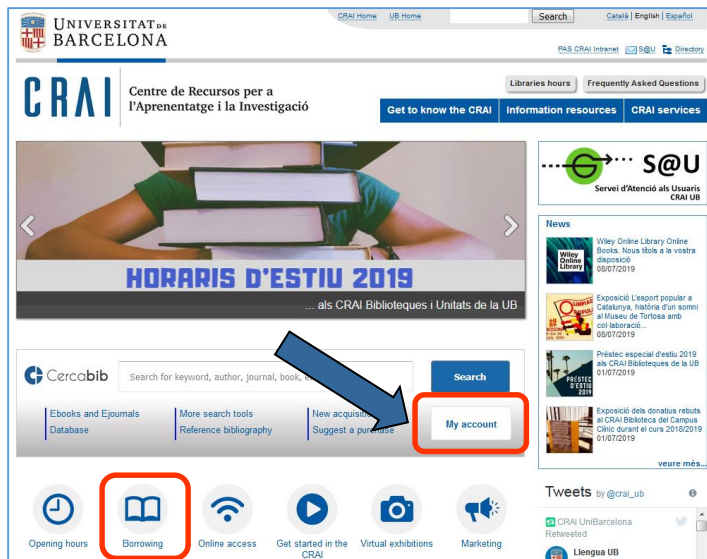 UNIVERSITAT DE
BARCELONA
CRAI Home UB Home Search Català | English | Español
PAS CRAI Intranet S@U Directory
CRAI
Centre de Recursos per a
l'Aprenentatge i la Investigació
Libraries hours Frequently Asked Questions
Get to know the CRAI Information resources CRAI services
HORARIS D'ESTIU 2019
... als CRAI Biblioteques i Unitats de la UB
S@U
Servei d'Atenció als Usuaris
CRAI UB
News
Wiley
Online
Library
Wiley Online Library Online
Books. Nous títols a la vostra
disposició
08/07/2019
Exposició L'esport popular a
Catalunya, història d'un somni
al Museu de Tortosa amb
col·laboració...
08/07/2019
PRÉSTEC
D'ESTIU
2019
Préstec especial d'estiu 2019
als CRAI Biblioteques de la UB
01/07/2019
Exposició dels donatius rebuts
al CRAI Biblioteca del Campus
Clínic durant el curs 2018/2019
01/07/2019
veure més...
Cercabib
Search for keyword, author, journal, book,
Search
Ebooks and Ejournals More search tools New
Database Reference bibliography Suggest a
My account
Opening hours
Borrowing
Online access
Get started in the
CRAI
Virtual exhibitions
Marketing
Tweets by @crai_ub
CRAI UniBarcelona
Retweeted
Llengua UB